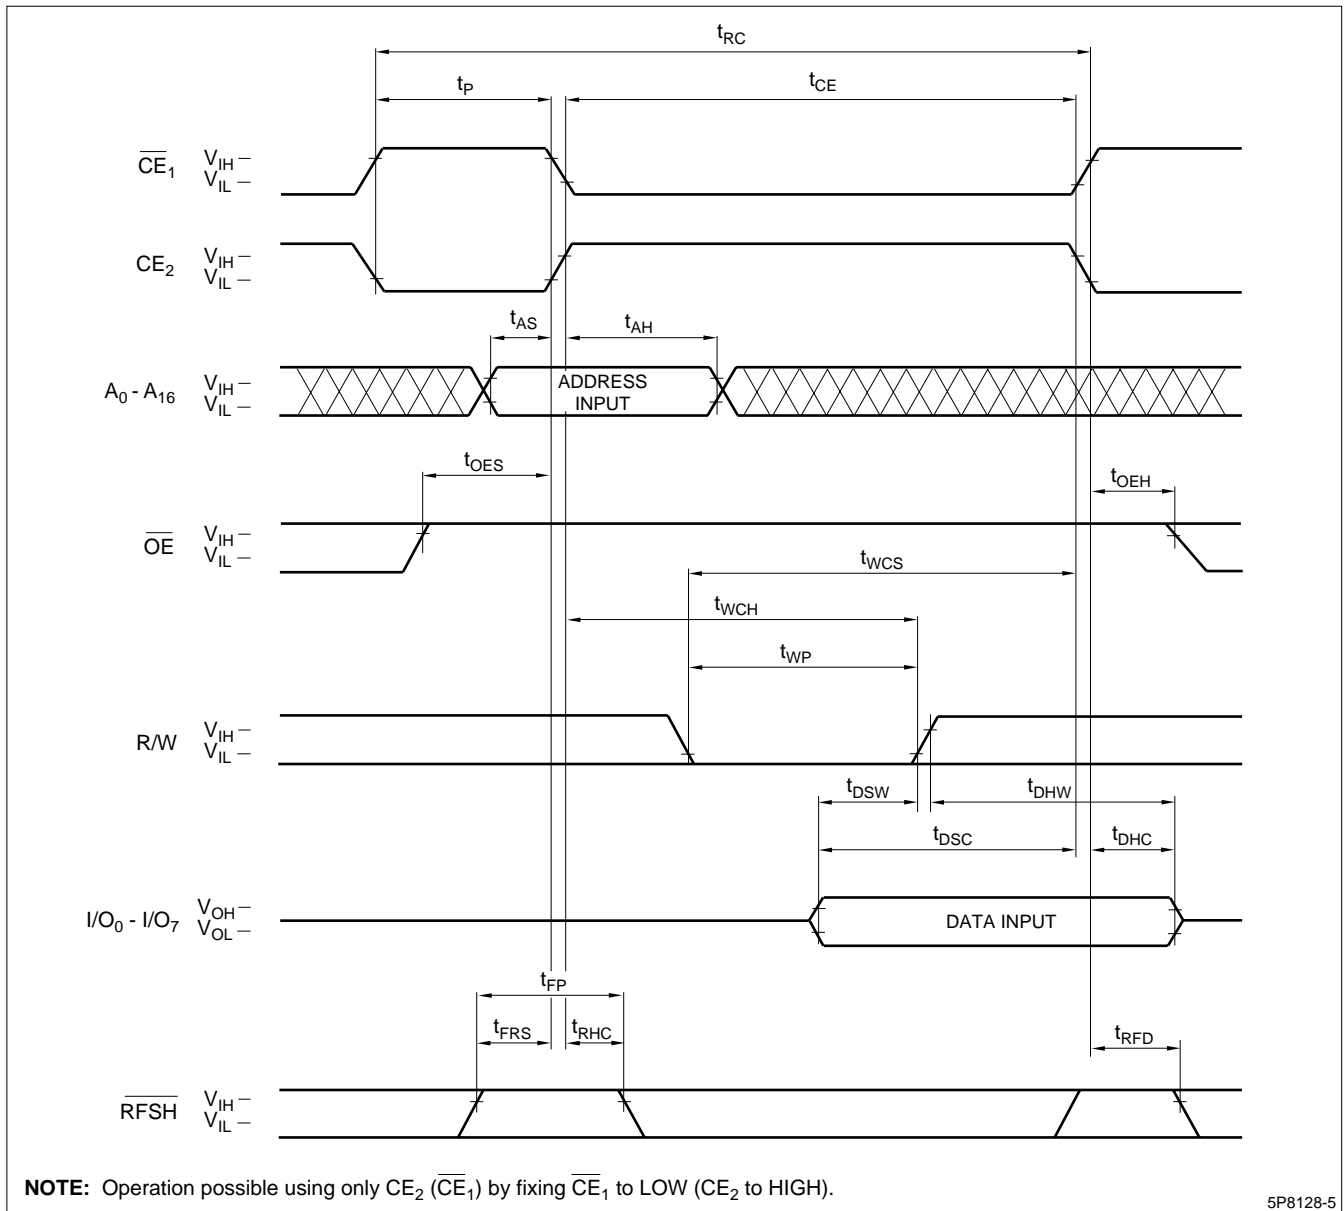 tRC
tP
tCE
CE1 VIH
VIL
CE2 VIH
VIL
tAS
tAH
A0 - A16 VIH
VIL
ADDRESS
INPUT
tOES
tOEH
OE VIH
VIL
tWCS
tWCH
tWP
R/W VIH
VIL
tDSW
tDHW
tDSC
tDHC
I/O0 - I/O7 VOH
VOL
DATA INPUT
tFP
tFRS
tRHC
tRFD
RFSH VIH
VIL
NOTE: Operation possible using only CE2 (CE1) by fixing CE1 to LOW (CE2 to HIGH).
5P8128-5